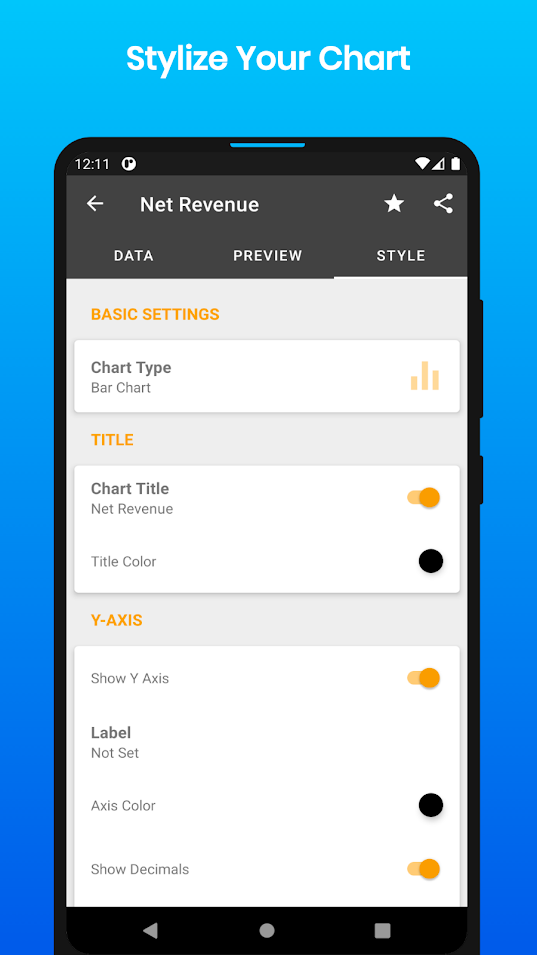 Stylize Your Chart
12:11
Net Revenue
DATA PREVIEW STYLE
BASIC SETTINGS
Chart Type
Bar Chart
TITLE
Chart Title
Net Revenue
Title Color
Y-AXIS
Show Y Axis
Label
Not Set
Axis Color
Show Decimals